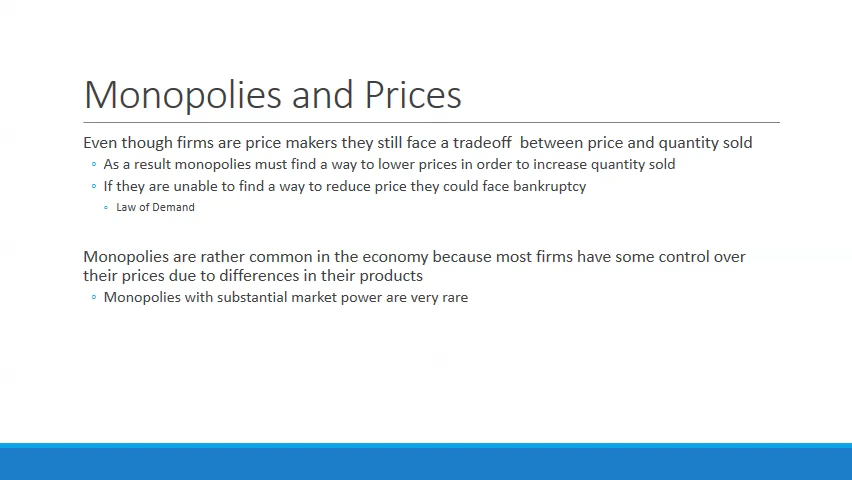 Monopolies and Prices
Even though firms are price makers they still face a tradeoff between price and quantity sold
◦ As a result monopolies must find a way to lower prices in order to increase quantity sold
◦ If they are unable to find a way to reduce price they could face bankruptcy
◦ Law of Demand
Monopolies are rather common in the economy because most firms have some control over
their prices due to differences in their products
◦ Monopolies with substantial market power are very rare